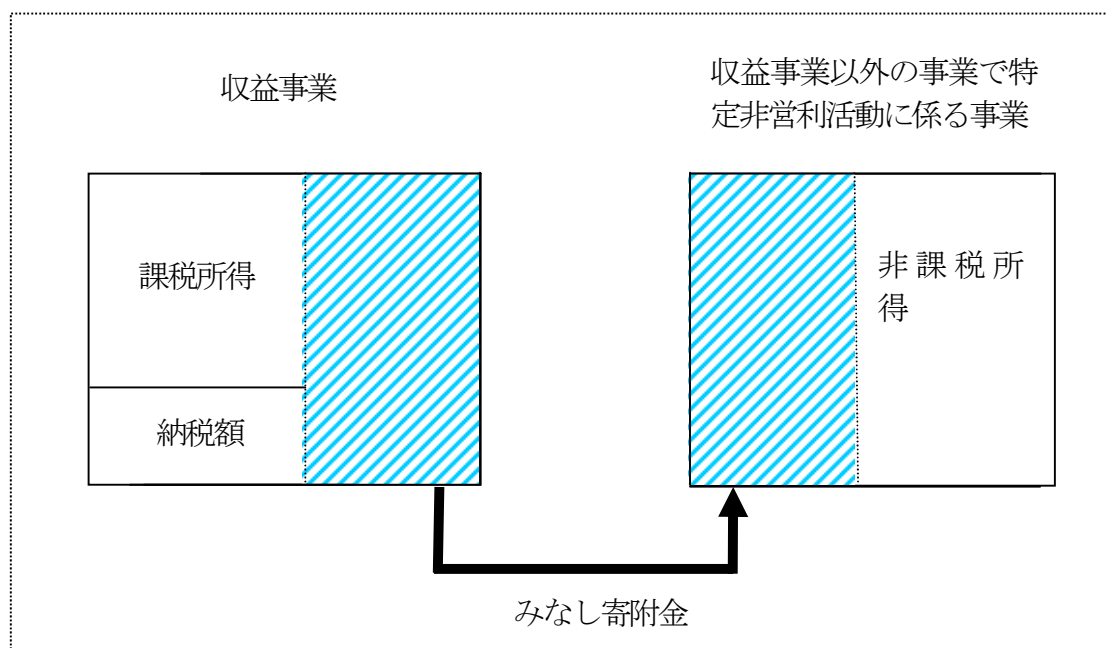 収益事業
収益事業以外の事業で特
定非営利活動に係る事業
課税所得
納税額
非課税所
得
みなし寄附金